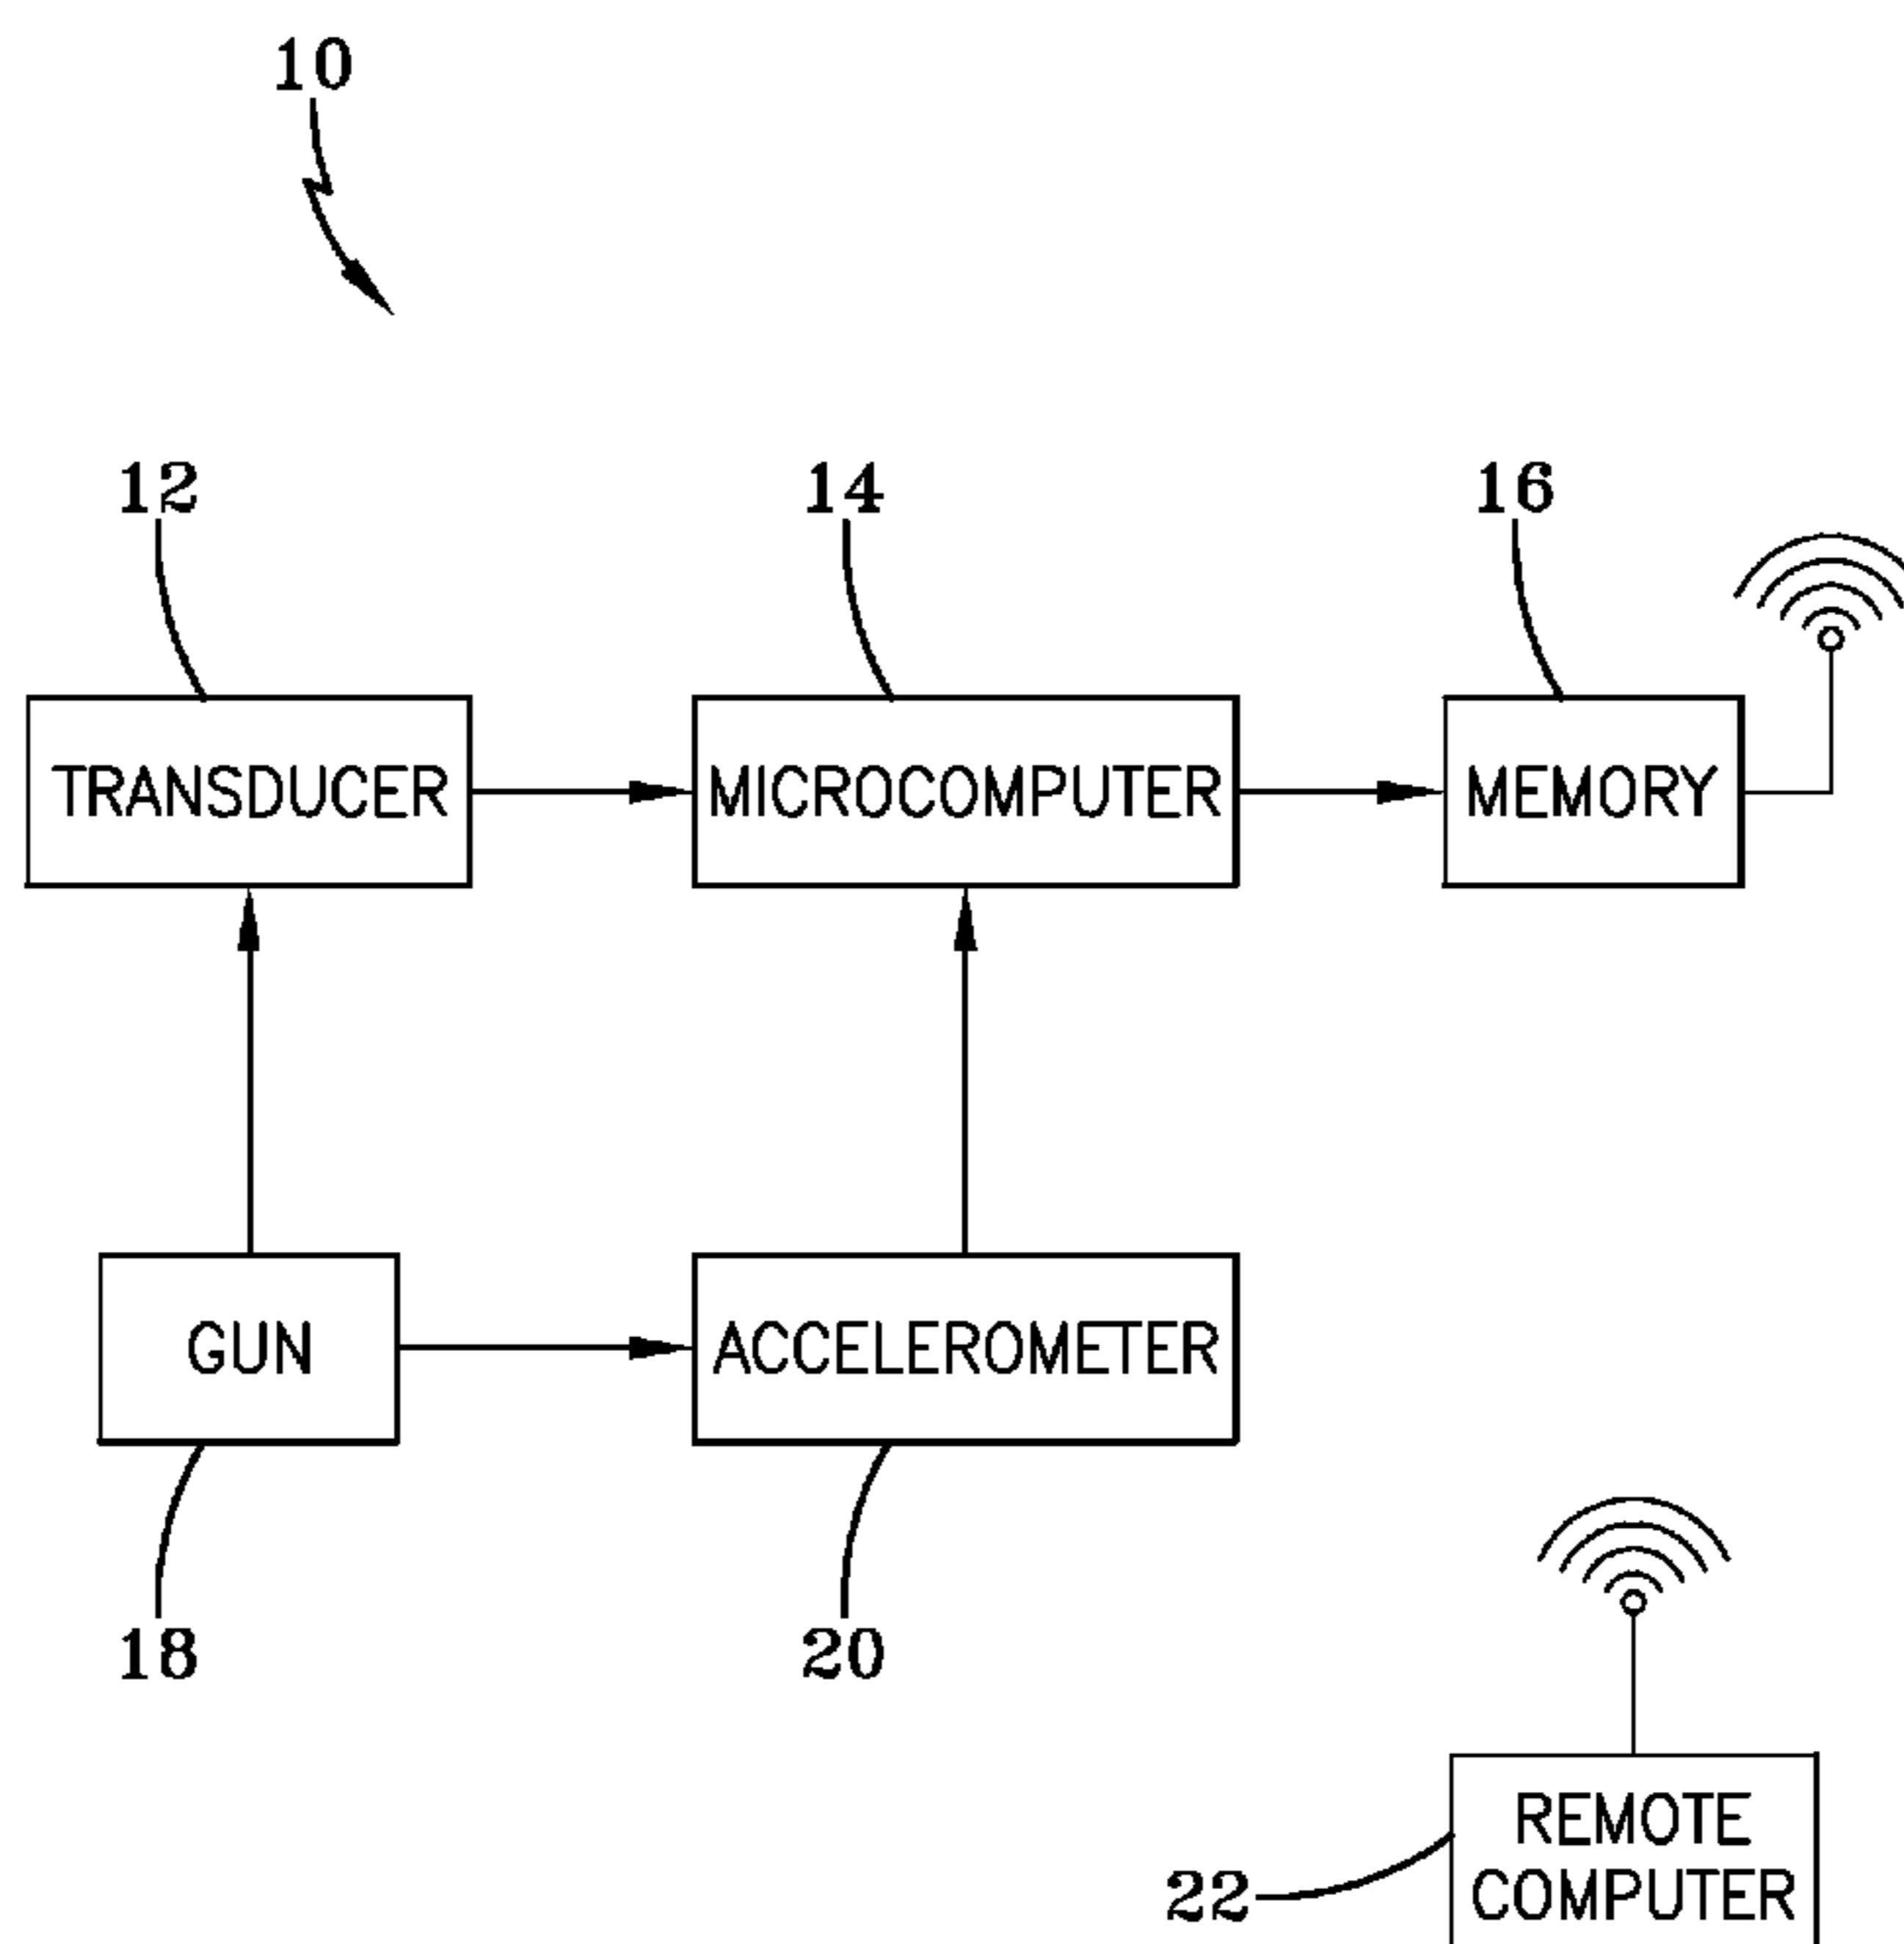 10
12
14
16
TRANSDUCER
MICROCOMPUTER
MEMORY
GUN
ACCELEROMETER
18
20
REMOTE
COMPUTER
22